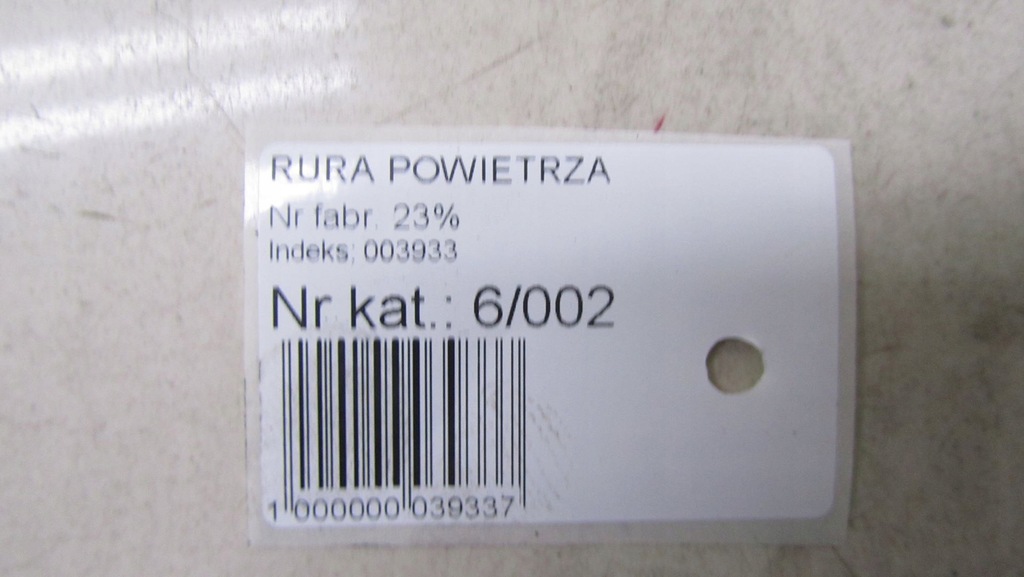 RURA POWIETRZA
Nr fabr. 23%
Indeks: 003933
Nr kat.: 6/002
1 000000 039337